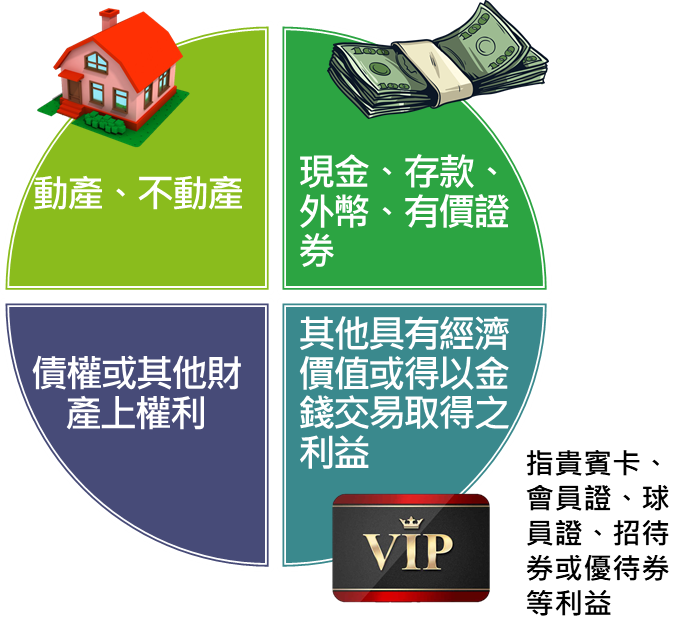 動產、不動產
現金、存款、
外幣、有價證
券
債權或其他財
產上權利
其他具有經濟
價值或得以金
錢交易取得之
利益
VIP
指貴賓卡、
會員證、球
員證、招待
券或優待券
等利益